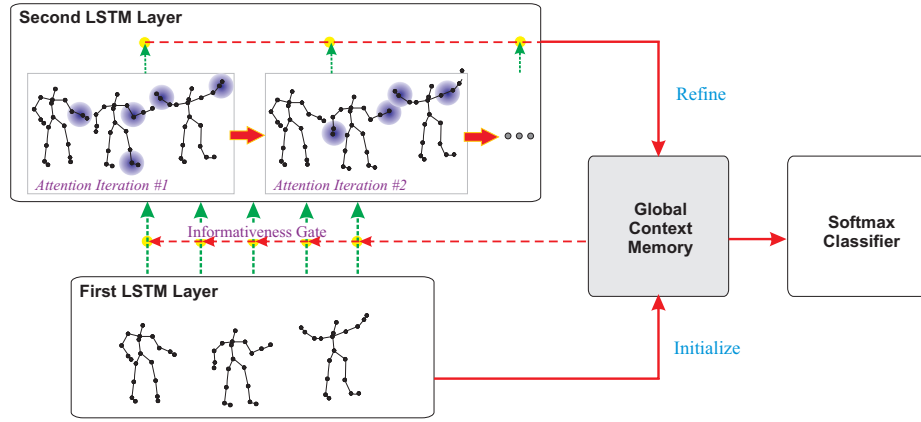 Second LSTM Layer
Attention Iteration #1
Attention Iteration #2
Refine
Informativeness Gate
Global
Context
Memory
Softmax
Classifier
First LSTM Layer
Initialize